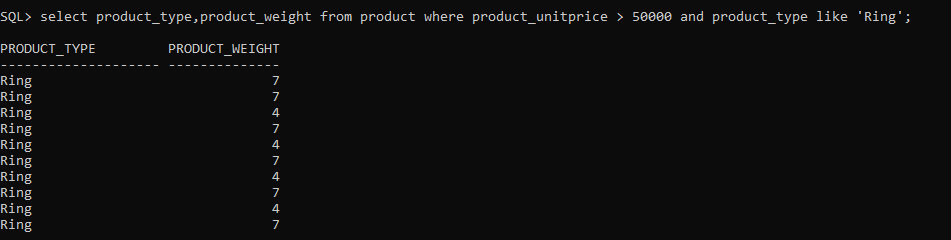 SQL> select product_type,product_weight from product where product_unitprice > 50000 and product_type like 'Ring';
PRODUCT_TYPE         PRODUCT_WEIGHT
-------------------- --------------
Ring                              7
Ring                              7
Ring                              4
Ring                              7
Ring                              4
Ring                              7
Ring                              4
Ring                              7
Ring                              4
Ring                              7